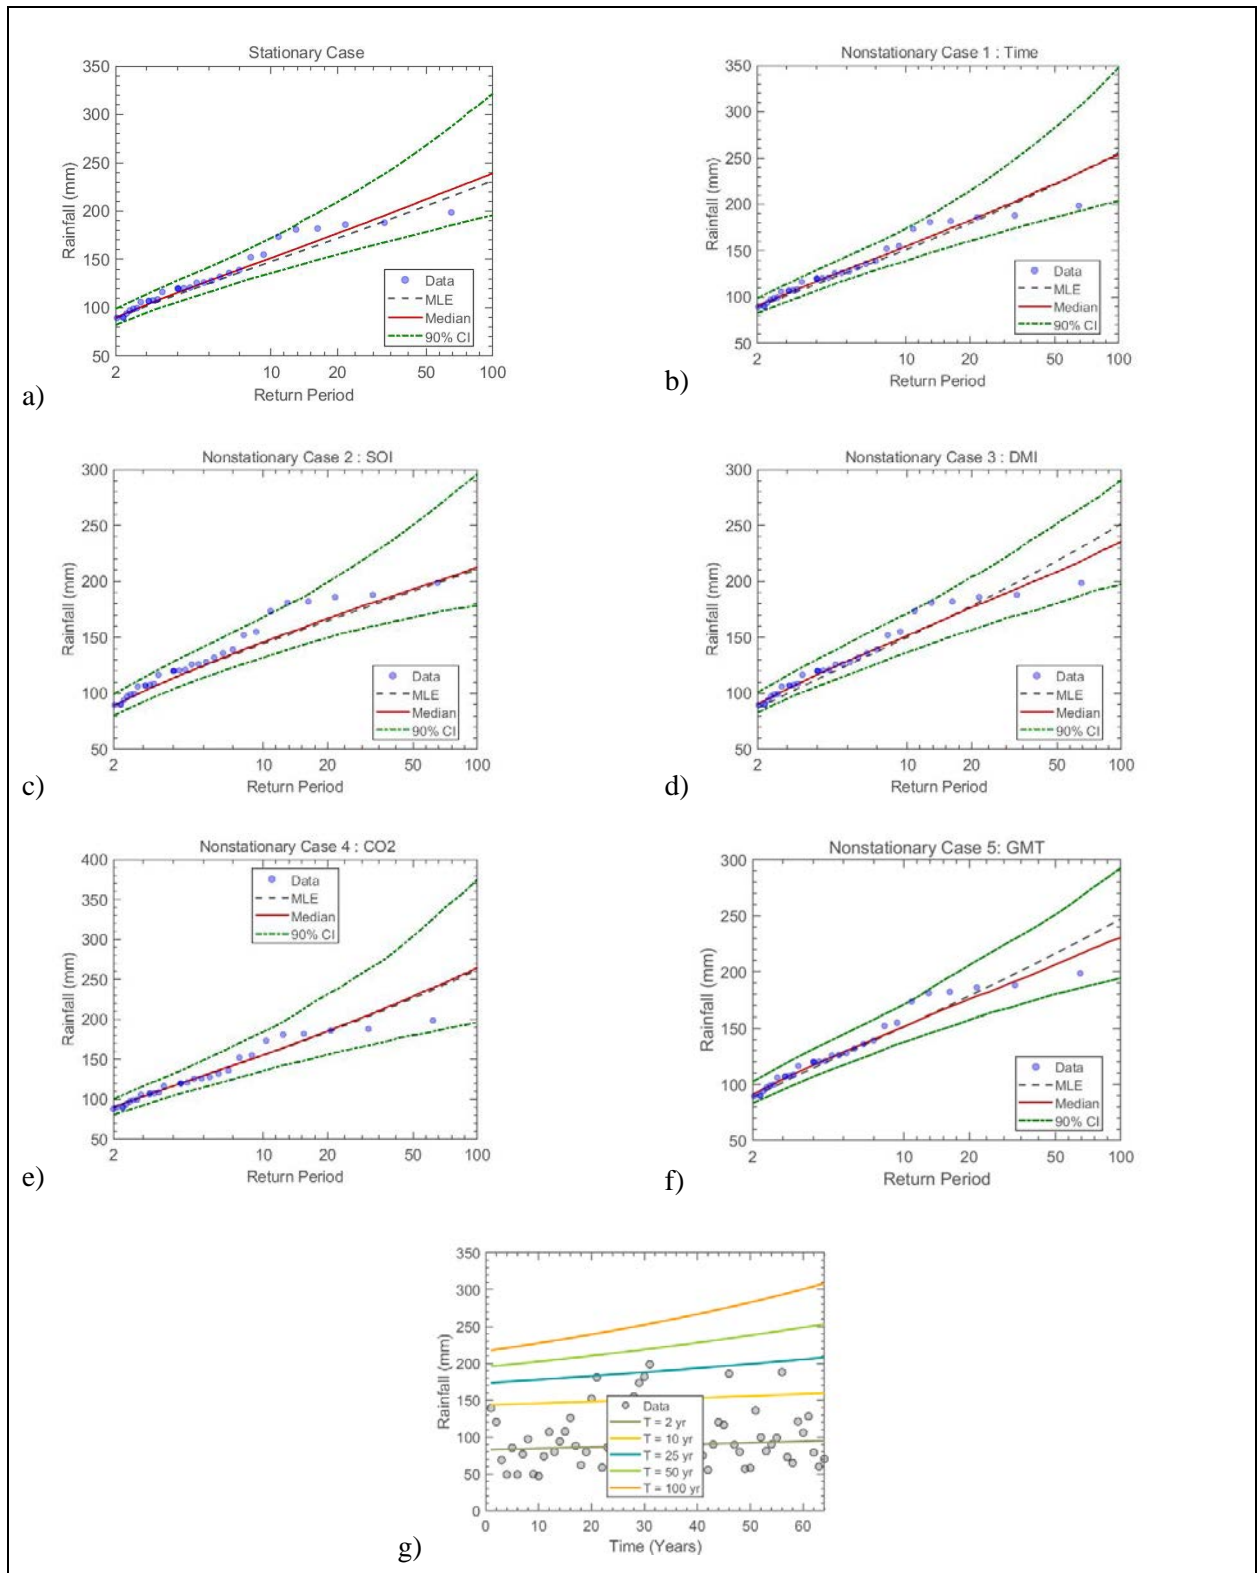 Stationary Case
350
300
250
200
150
100
50
Rainfall (mm)
Data
MLE
Median
90% CI
2 10 20 50 100
Return Period
a)
Nonstationary Case 1 : Time
350
300
250
200
150
100
50
Rainfall (mm)
Data
MLE
Median
90% CI
2 10 20 50 100
Return Period
b)
Nonstationary Case 2 : SOI
300
250
200
150
100
50
Rainfall (mm)
Data
MLE
Median
90% CI
2 10 20 50 100
Return Period
c)
Nonstationary Case 3 : DMI
300
250
200
150
100
50
Rainfall (mm)
Data
MLE
Median
90% CI
2 10 20 50 100
Return Period
d)
Nonstationary Case 4 : CO2
400
350
300
250
200
150
100
50
Rainfall (mm)
Data
MLE
Median
90% CI
2 10 20 50 100
Return Period
e)
Nonstationary Case 5: GMT
300
250
200
150
100
50
Rainfall (mm)
Data
MLE
Median
90% CI
2 10 20 50 100
Return Period
f)
350
300
250
200
150
100
50
0
Rainfall (mm)
Data
T = 2 yr
T = 10 yr
T = 25 yr
T = 50 yr
T = 100 yr
0 10 20 30 40 50 60
Time (Years)
g)